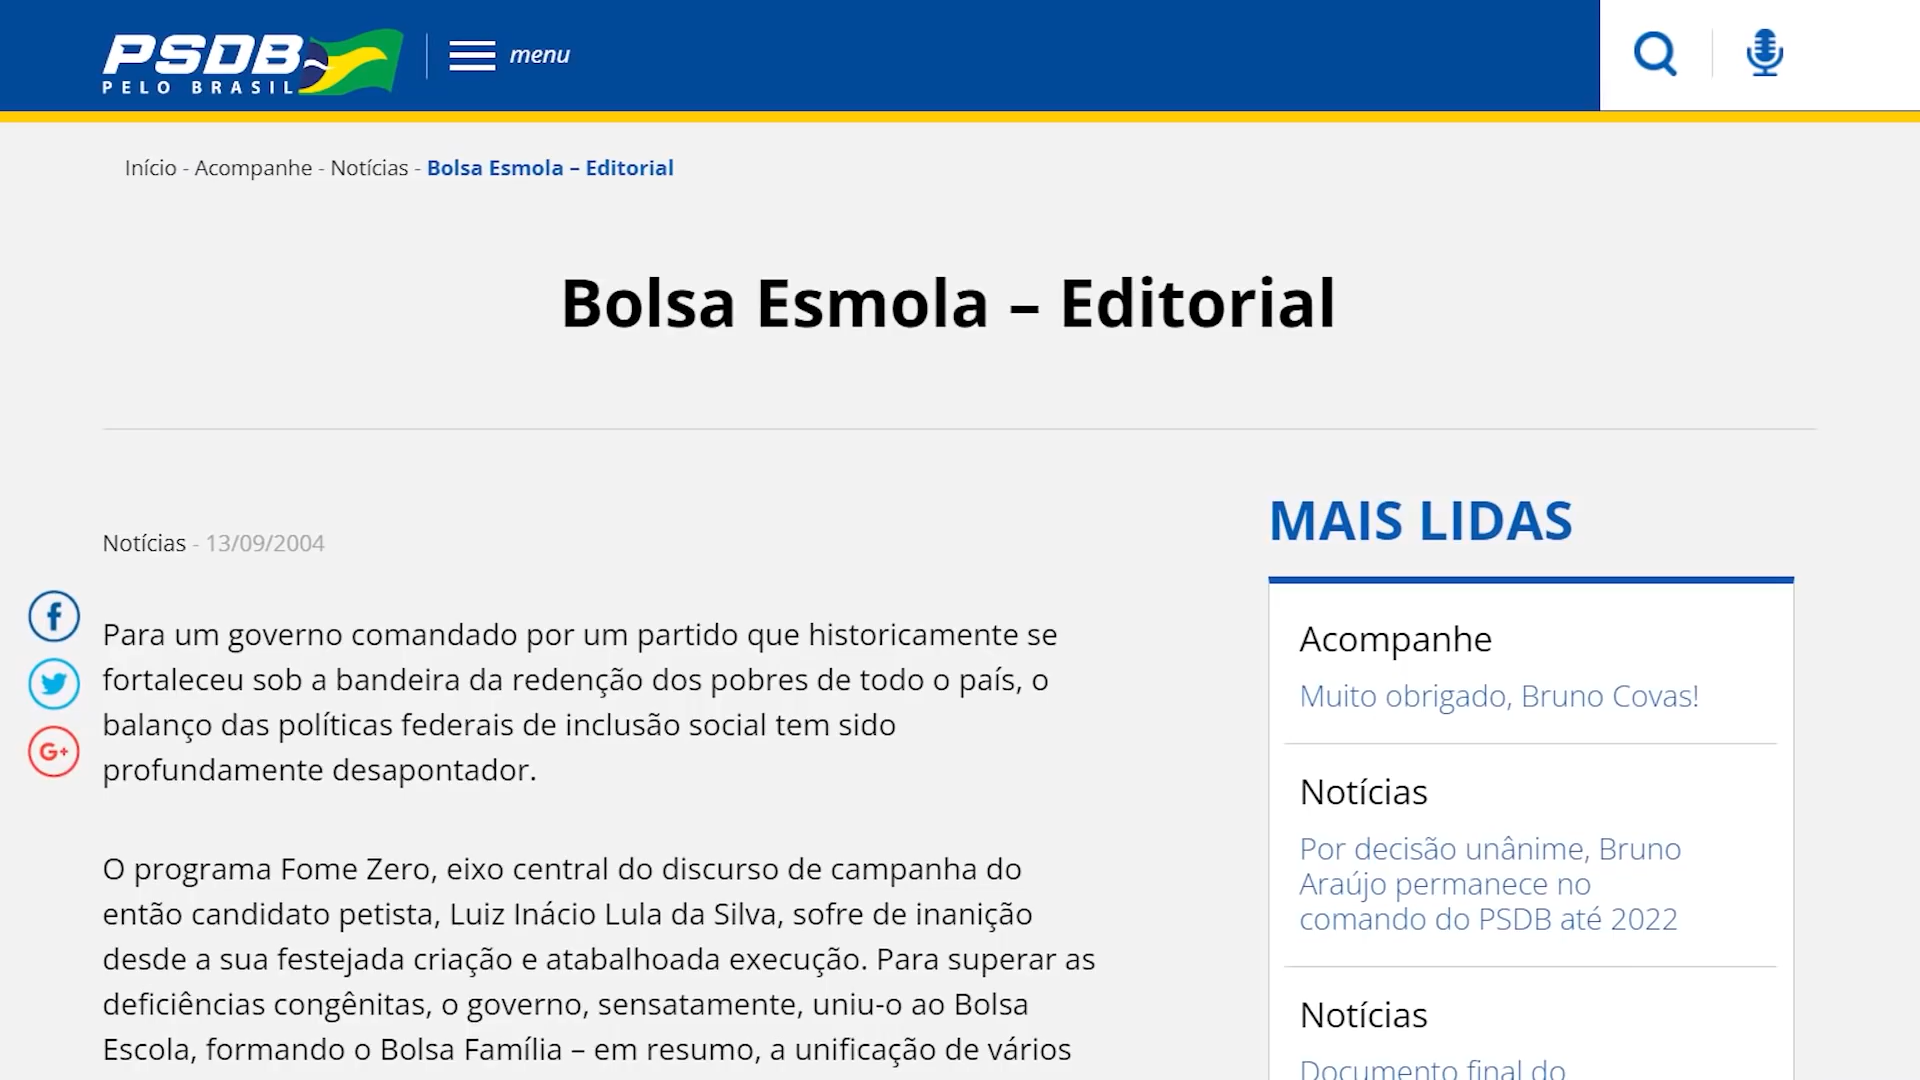 PSDB
PELO BRASIL
menu
Início - Acompanhe - Notícias - Bolsa Esmola – Editorial
Bolsa Esmola – Editorial
Notícias - 13/09/2004
Para um governo comandado por um partido que historicamente se
fortaleceu sob a bandeira da redenção dos pobres de todo o país, o
balanço das políticas federais de inclusão social tem sido
profundamente desapontador.
O programa Fome Zero, eixo central do discurso de campanha do
então candidato petista, Luiz Inácio Lula da Silva, sofre de inanição
desde a sua festejada criação e atabalhoada execução. Para superar as
deficiências congênitas, o governo, sensatamente, uniu-o ao Bolsa
Escola, formando o Bolsa Família – em resumo, a unificação de vários
MAIS LIDAS
Acompanhe
Muito obrigado, Bruno Covas!
Notícias
Por decisão unânime, Bruno
Araújo permanece no
comando do PSDB até 2022
Notícias
Documento final do